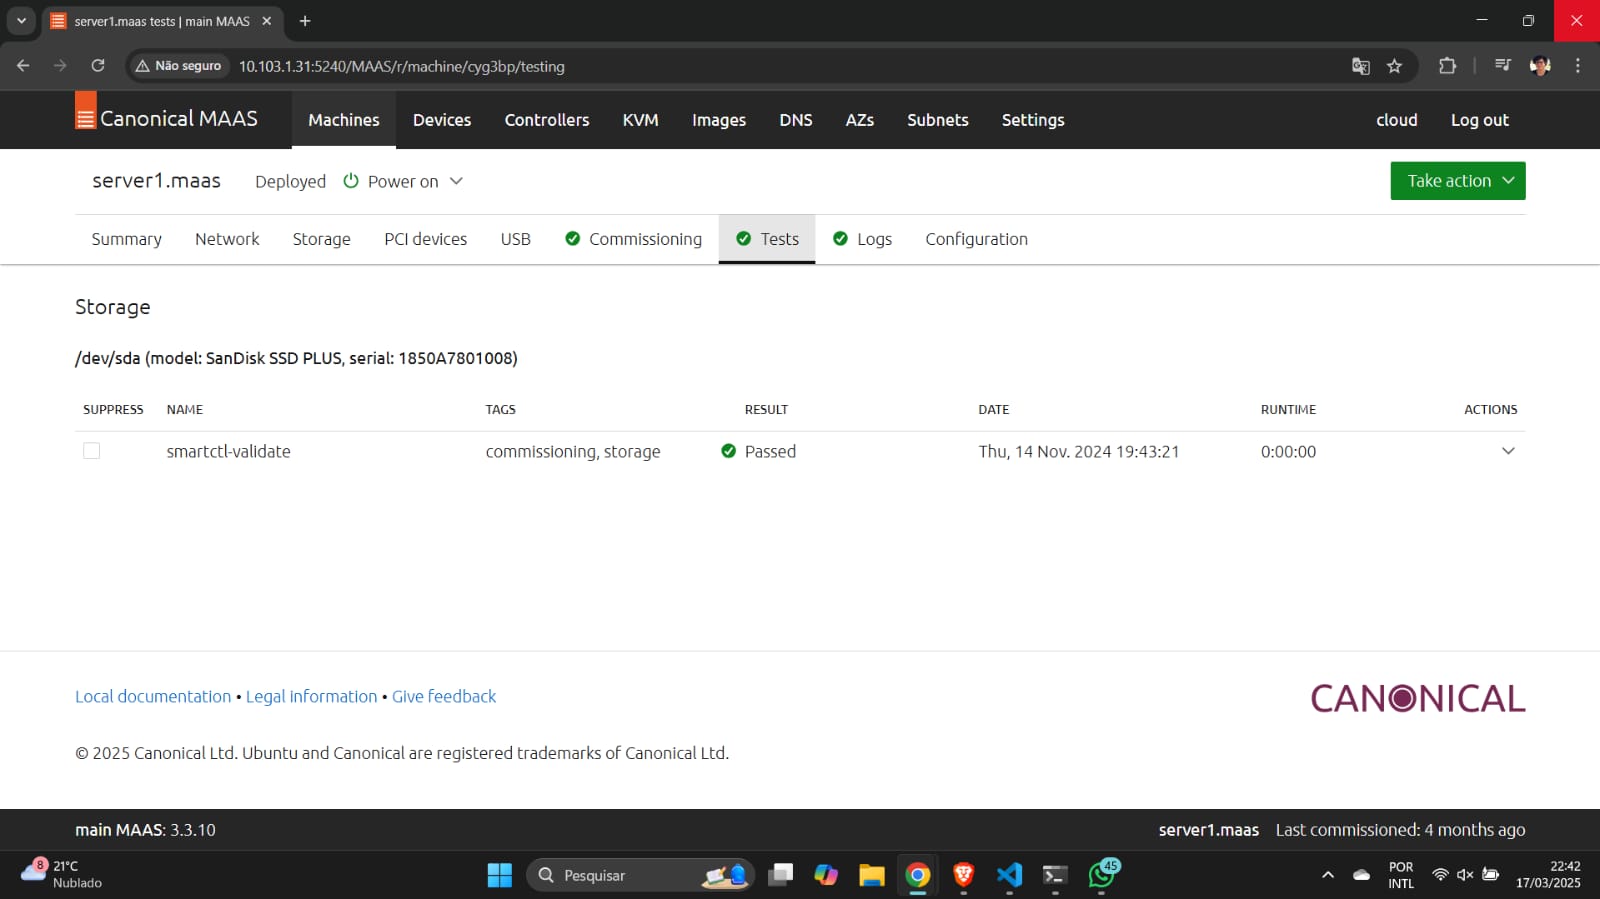 server1.maas tests | main MAAS
Não seguro
10.103.1.31:5240/MAAS/r/machine/cyg3bp/testing
Canonical MAAS
Machines
Devices
Controllers
KVM
Images
DNS
AZs
Subnets
Settings
cloud
Log out
server1.maas
Deployed
Power on
Take action
Summary
Network
Storage
PCI devices
USB
Commissioning
Tests
Logs
Configuration
Storage
/dev/sda (model: SanDisk SSD PLUS, serial: 1850A7801008)
SUPPRESS
NAME
TAGS
RESULT
DATE
RUNTIME
ACTIONS
smartctl-validate
commissioning, storage
Passed
Thu, 14 Nov. 2024 19:43:21
0:00:00
Local documentation • Legal information • Give feedback
CANONICAL
© 2025 Canonical Ltd. Ubuntu and Canonical are registered trademarks of Canonical Ltd.
main MAAS: 3.3.10
server1.maas
Last commissioned: 4 months ago
8
21°C
Nublado
Pesquisar
45
POR
INTL
22:42
17/03/2025